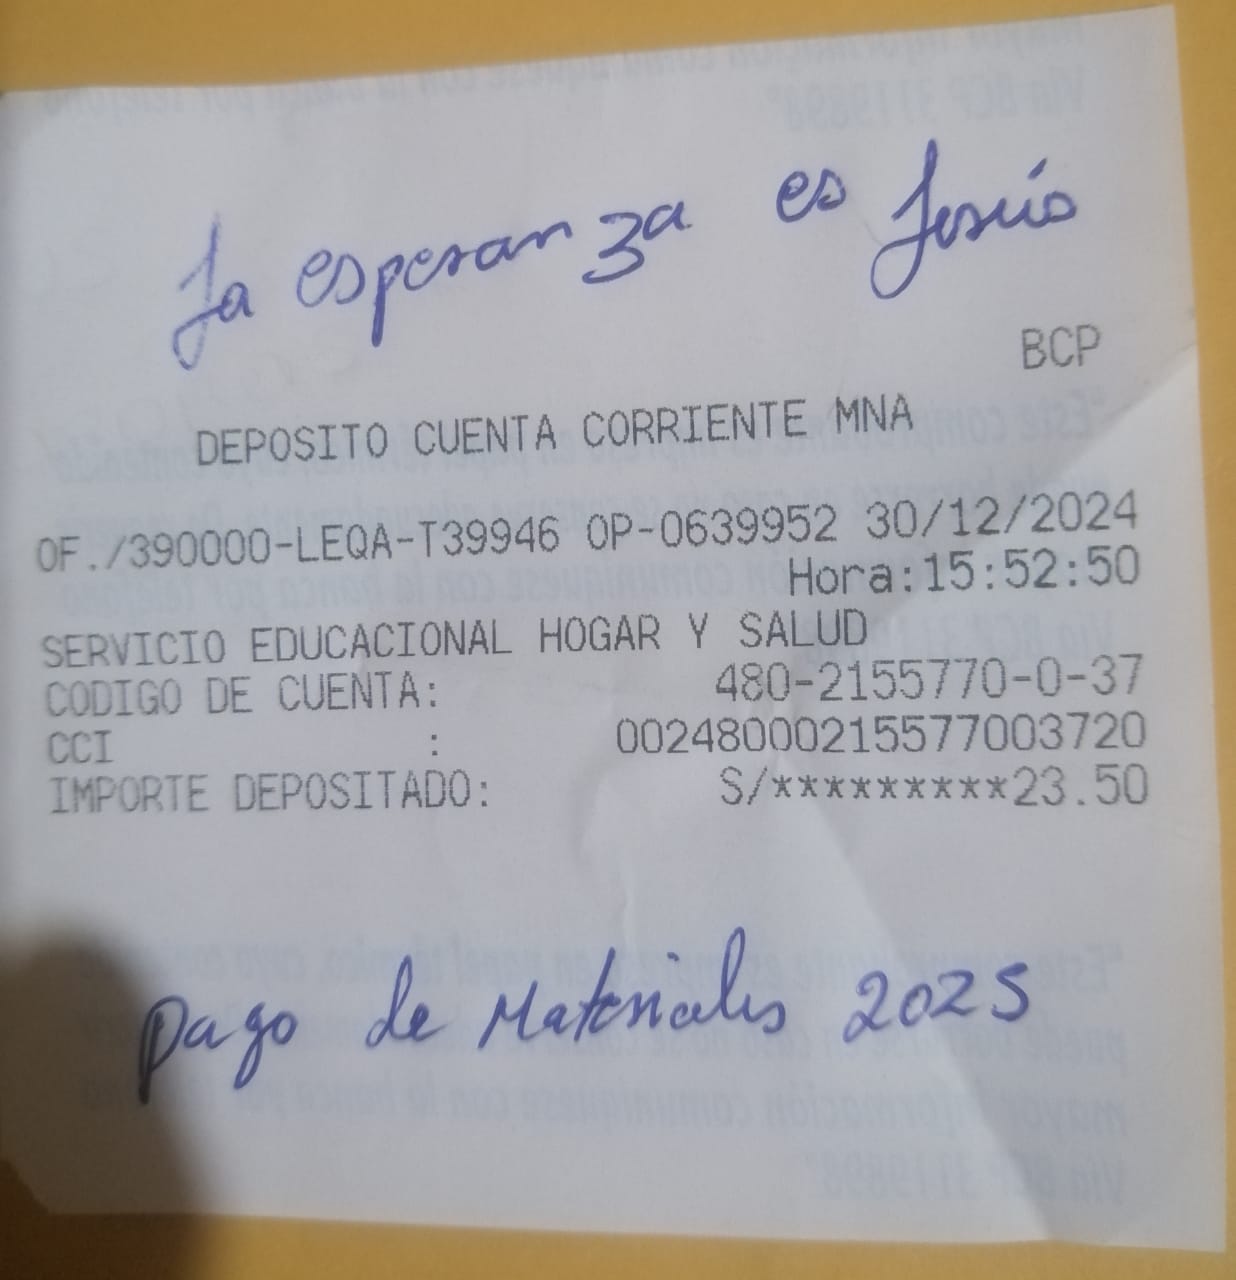 La esperanza es Jesús
BCP
DEPOSITO CUENTA CORRIENTE MNA
OF./390000-LEQA-T39946 OP-0639952 30/12/2024
Hora:15:52:50
SERVICIO EDUCACIONAL HOGAR Y SALUD
CODIGO DE CUENTA: 480-2155770-0-37
CCI : 00248000215577003720
IMPORTE DEPOSITADO: S/*********23.50
Pago de Materiales 2025